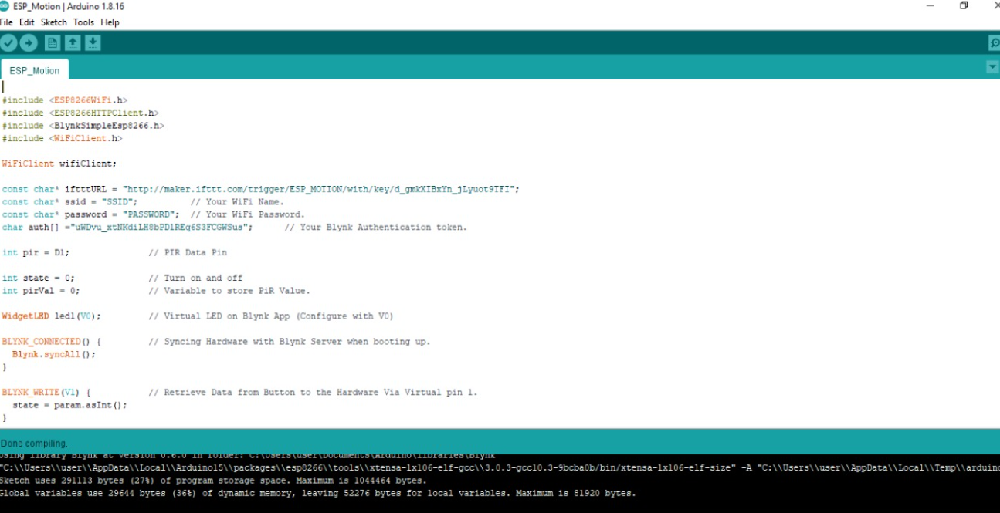 ESP_Motion | Arduino 1.8.16
File Edit Sketch Tools Help
ESP_Motion
#include <ESP8266WiFi.h>
#include <ESP8266HTTPClient.h>
#include <BlynkSimpleEsp8266.h>
#include <WiFiClient.h>
WiFiClient wifiClient;
const char* iftttURL = "http://maker.ifttt.com/trigger/ESP_MOTION/with/key/d_gmkXIBxYn_jLyuot9TFI";
const char* ssid = "SSID"; // Your WiFi Name.
const char* password = "PASSWORD"; // Your WiFi Password.
char auth[] ="uWDvu_xtNKdiLH8bPD1REq6S3FCGWSus"; // Your Blynk Authentication token.
int pir = D1; // PIR Data Pin
int state = 0; // Turn on and off
int pirVal = 0; // Variable to store PiR Value.
WidgetLED led1(V0); // Virtual LED on Blynk App (Configure with V0)
BLYNK_CONNECTED() { // Syncing Hardware with Blynk Server when booting up.
Blynk.syncAll();
}
BLYNK_WRITE(V1) { // Retrieve Data from Button to the Hardware Via Virtual pin 1.
state = param.asInt();
}
Done compiling.
Using library Blynk at version 0.6.0 in folder: C:\Users\user\Documents\Arduino\libraries\Blynk
"C:\\Users\\user\\AppData\\Local\\Arduino15\\packages\\esp8266\\tools\\xtensa-lx106-elf-gcc\\3.0.3-gcc10.3-9bcba0b/bin/xtensa-lx106-elf-size" -A "C:\\Users\\user\\AppData\\Local\\Temp\\arduino
Sketch uses 291113 bytes (27%) of program storage space. Maximum is 1044464 bytes.
Global variables use 29644 bytes (36%) of dynamic memory, leaving 52276 bytes for local variables. Maximum is 81920 bytes.